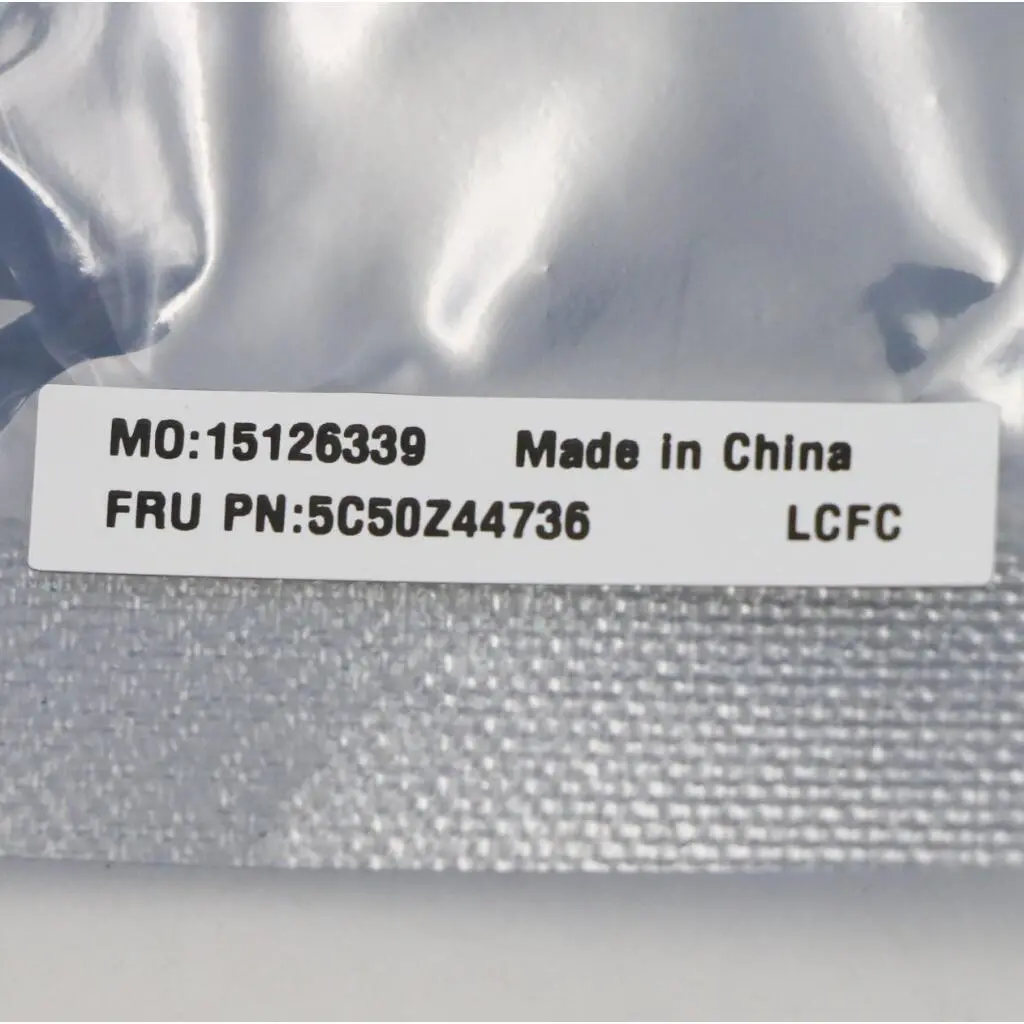 MO:15126339 Made in China
FRU PN:5C50Z44736 LCFC